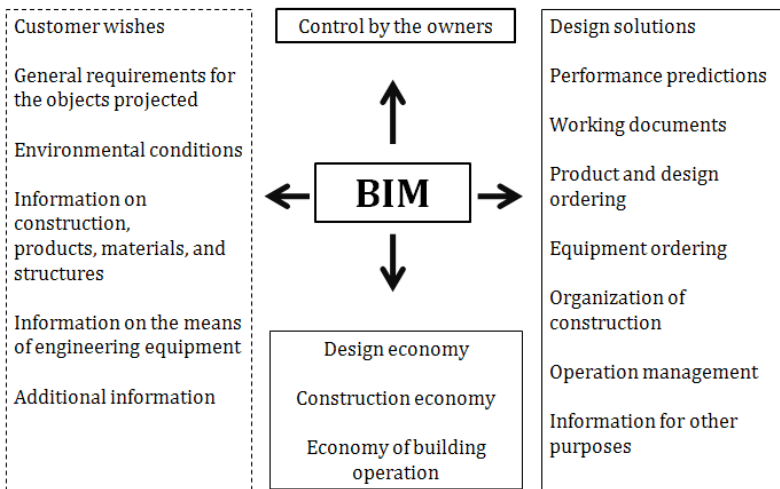 Customer wishes
General requirements for
the objects projected
Environmental conditions
Information on
construction,
products, materials, and
structures
Information on the means
of engineering equipment
Additional information
Control by the owners
BIM
Design economy
Construction economy
Economy of building
operation
Design solutions
Performance predictions
Working documents
Product and design
ordering
Equipment ordering
Organization of
construction
Operation management
Information for other
purposes